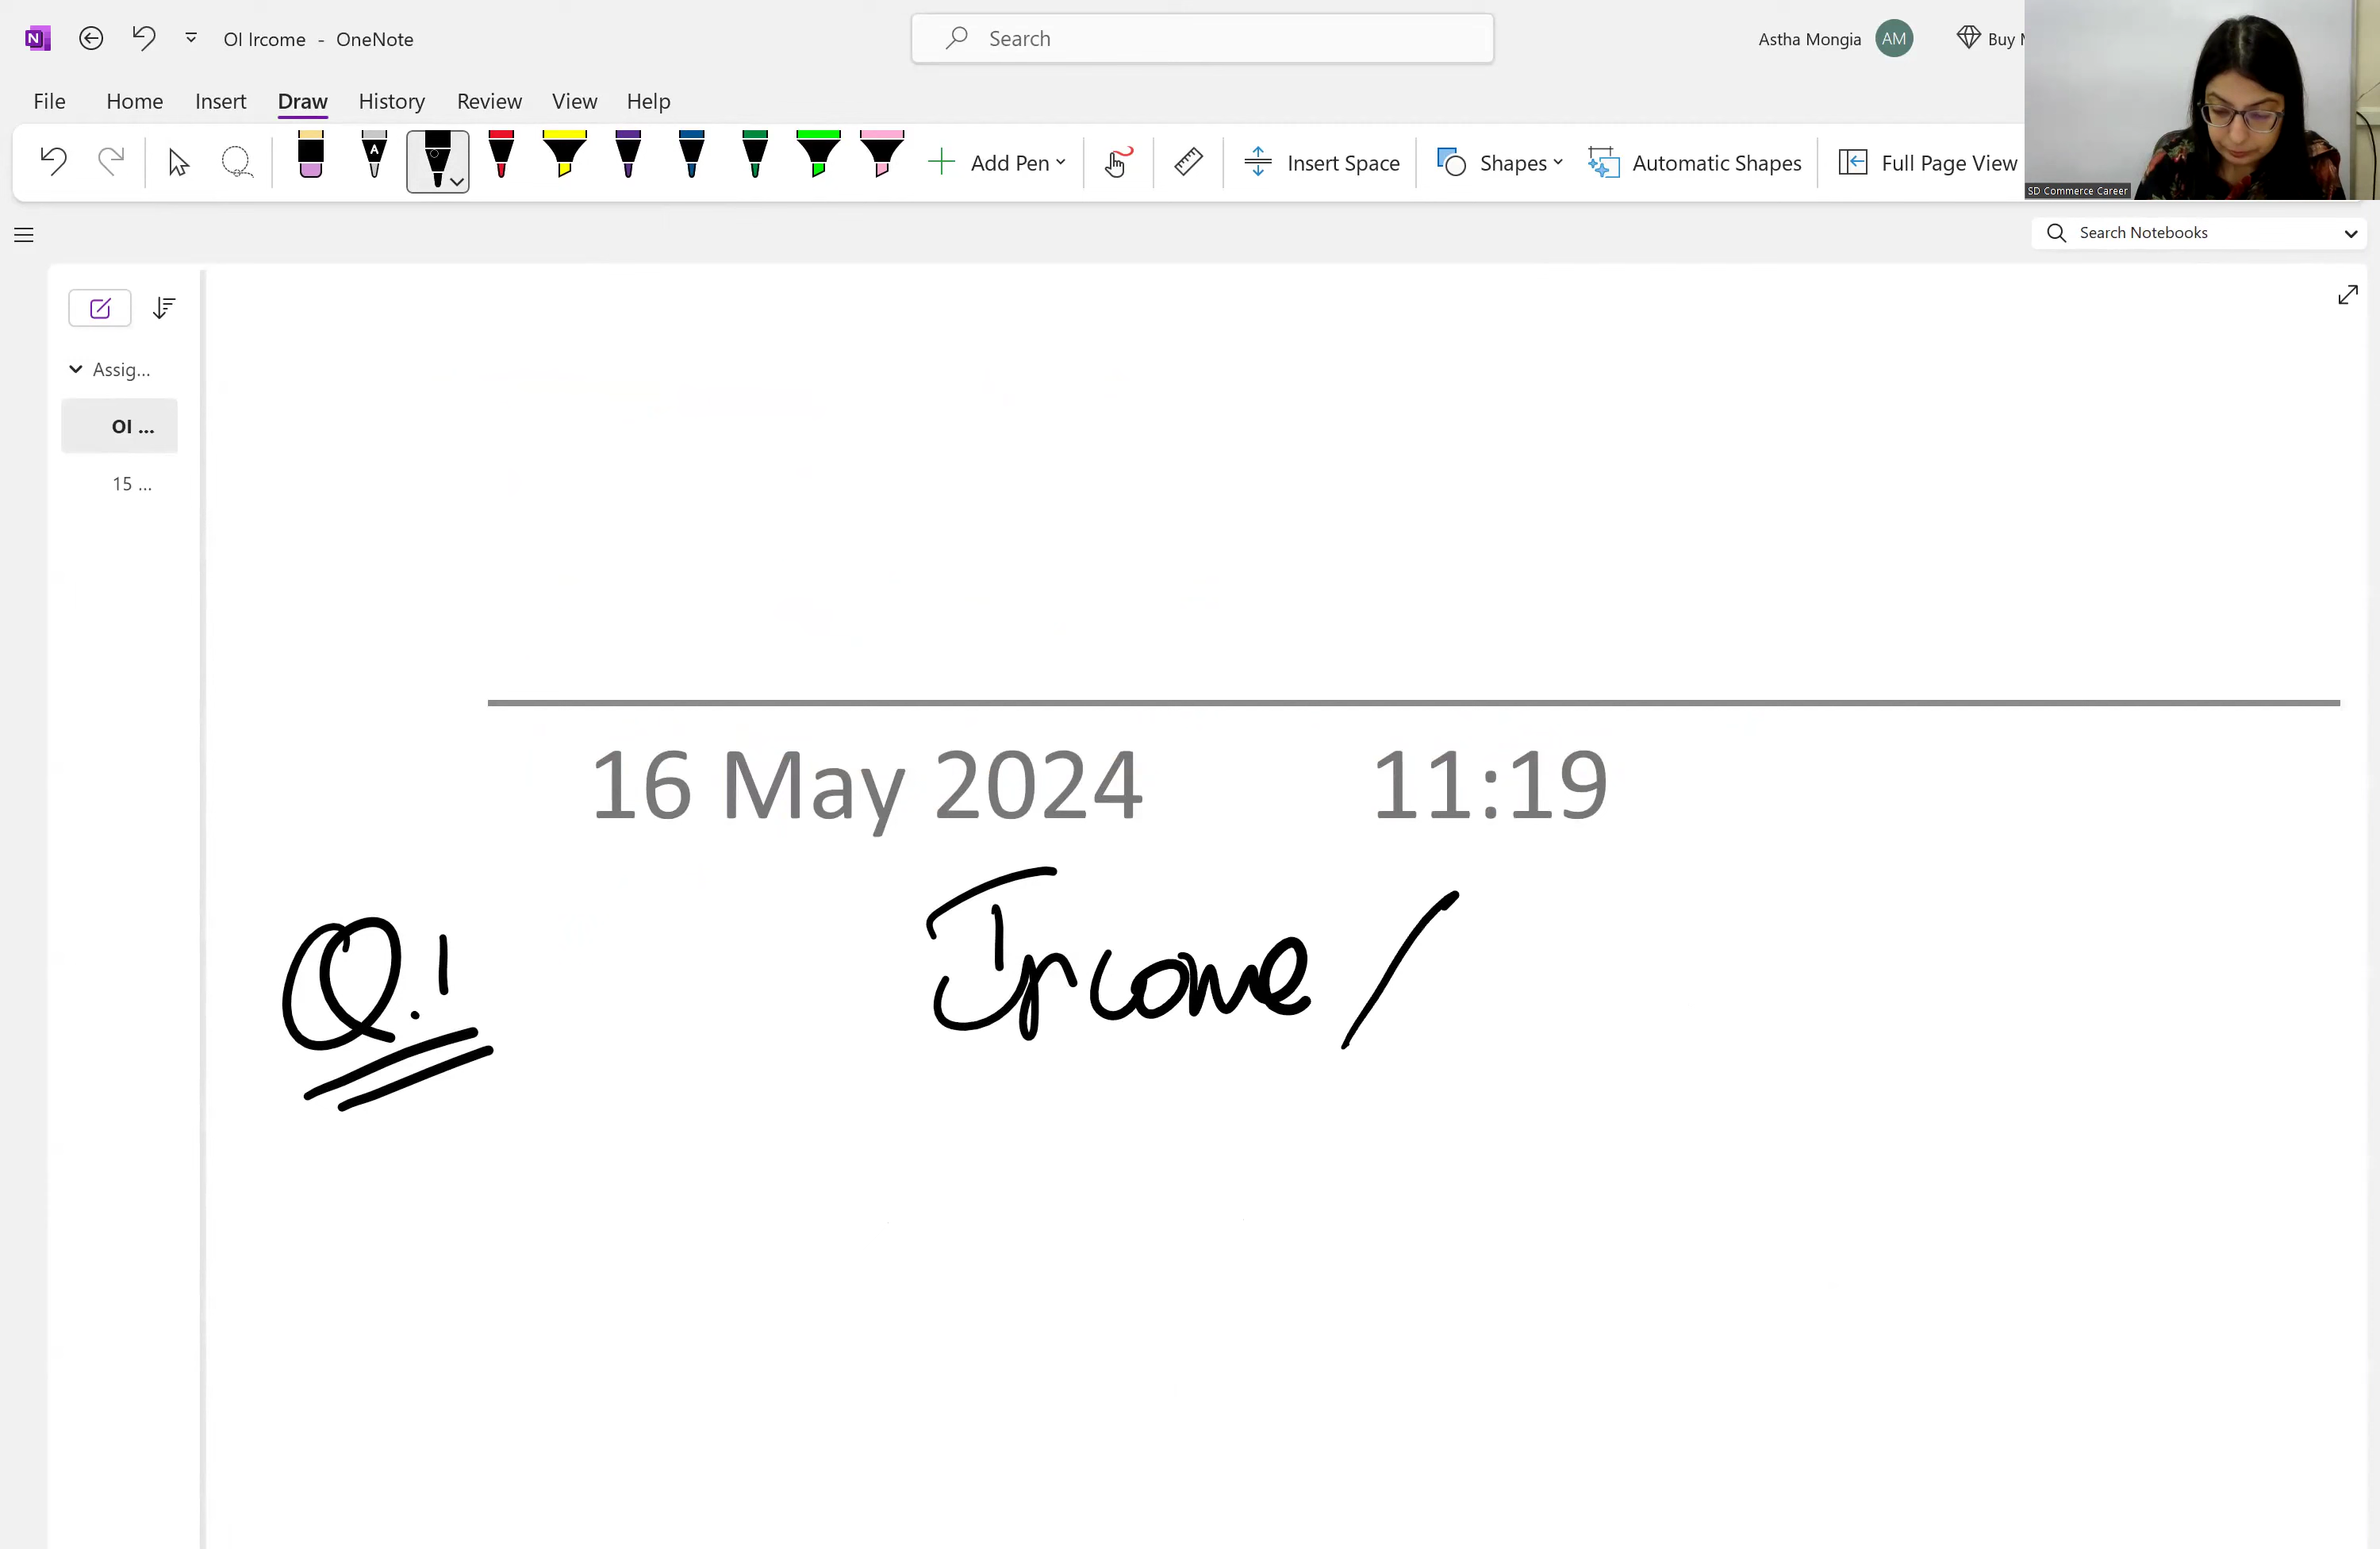 OI Ircome - OneNote
Search
Astha Mongia AM
Buy
File Home Insert Draw History Review View Help
A
Add Pen
Insert Space
Shapes
Automatic Shapes
Full Page View
SD Commerce Career
Search Notebooks
Assig...
OI ...
15 ...
16 May 2024 11:19
Q.1 Income /